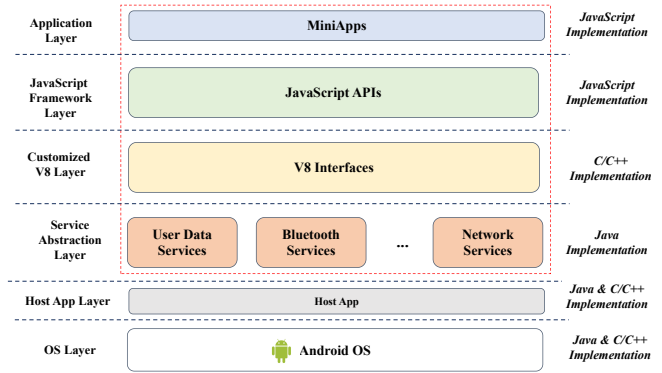 Application
Layer
MiniApps
JavaScript
Implementation
JavaScript
Framework
Layer
JavaScript APIs
JavaScript
Implementation
Customized
V8 Layer
V8 Interfaces
C/C++
Implementation
Service
Abstraction
Layer
User Data
Services
Bluetooth
Services
...
Network
Services
Java
Implementation
Host App Layer
Host App
Java & C/C++
Implementation
OS Layer
Android OS
Java & C/C++
Implementation